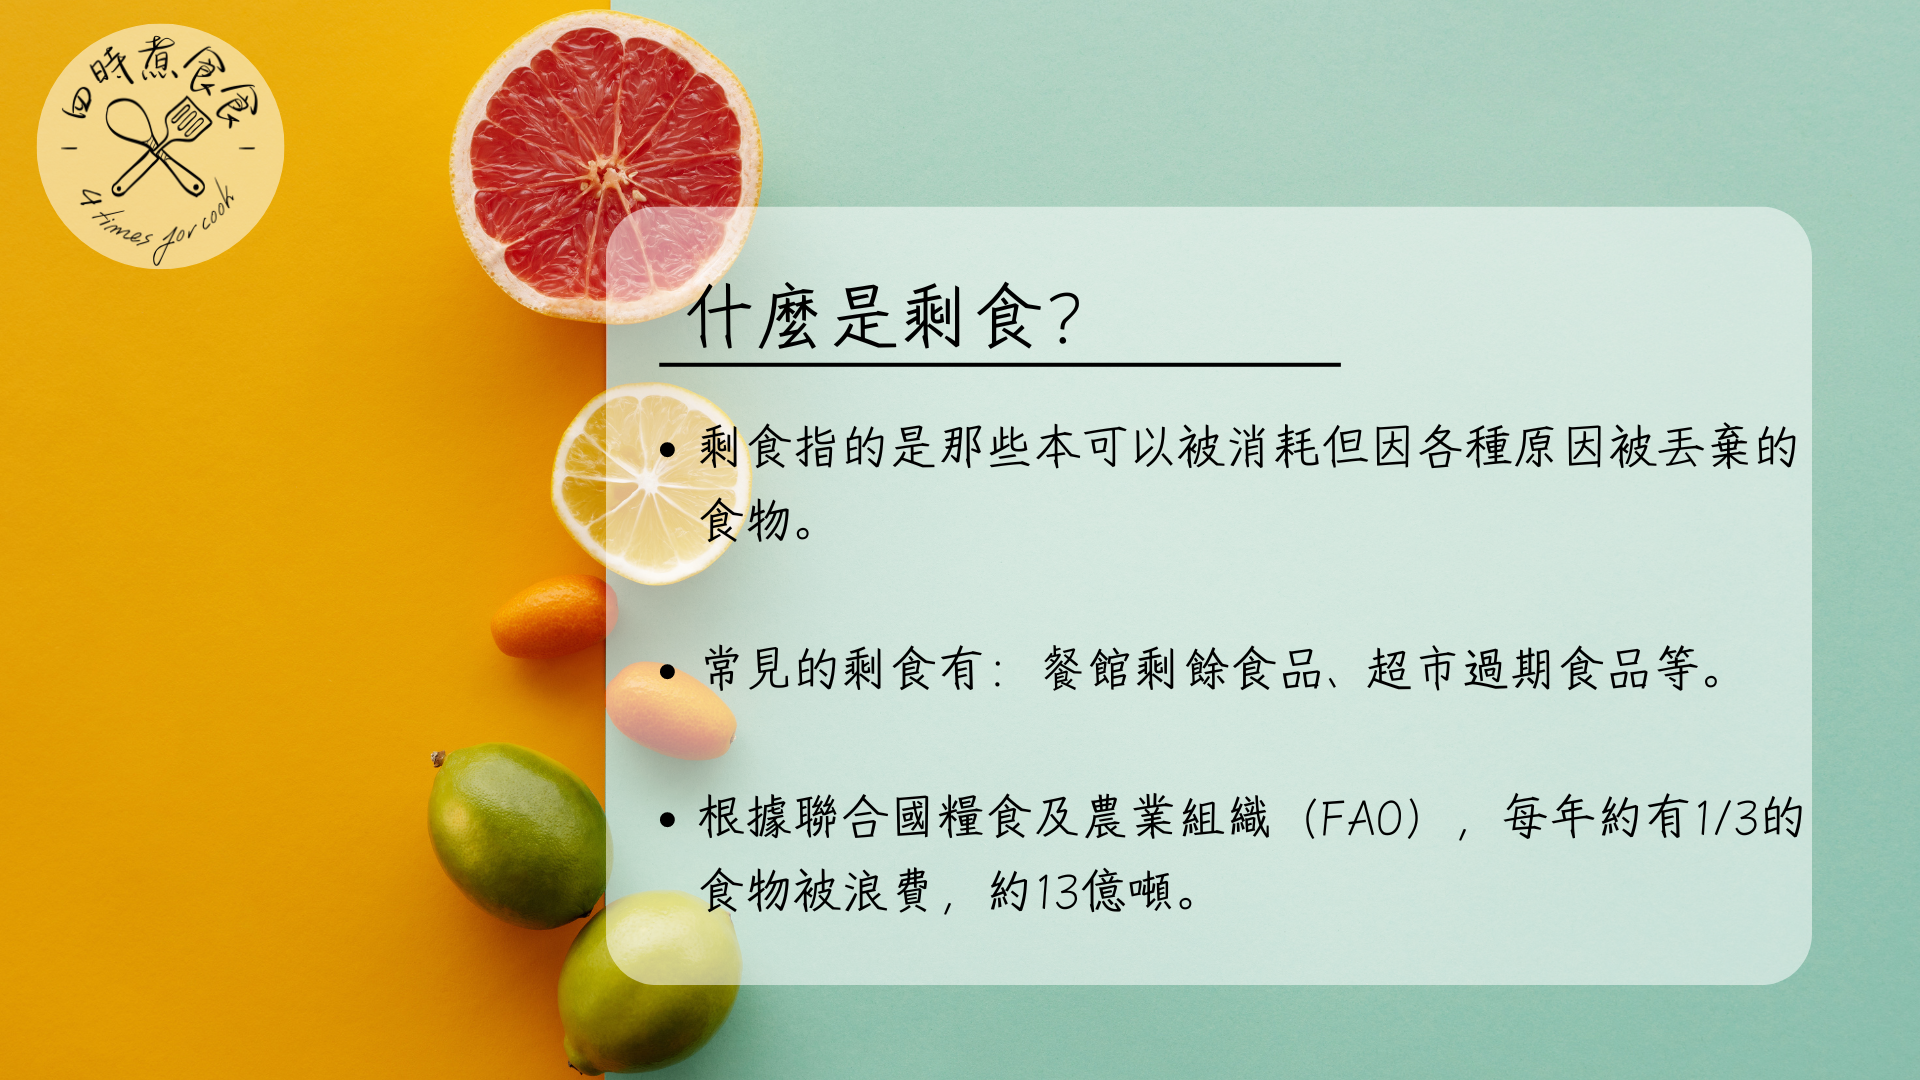 四時煮食食
4 times for cook
什麼是剩食?
• 剩食指的是那些本可以被消耗但因各種原因被丟棄的
食物。
• 常見的剩食有： 餐館剩餘食品、超市過期食品等。
• 根據聯合國糧食及農業組織（FAO），每年約有1/3的
食物被浪費，約13億噸。